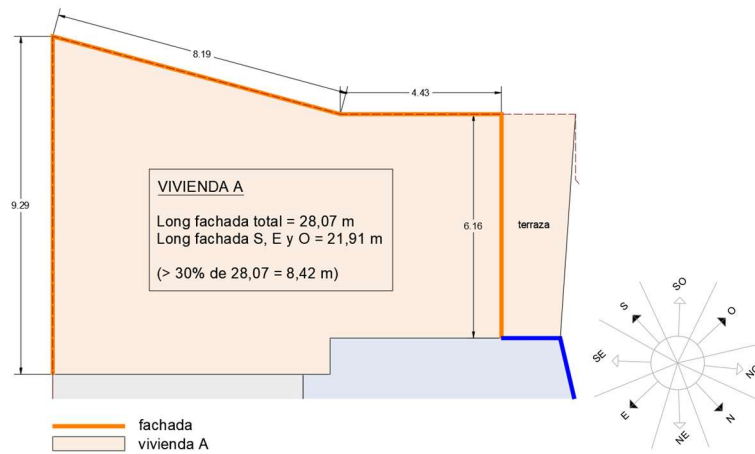 8.19
4.43
9.29
VIVIENDA A
Long fachada total = 28,07 m
Long fachada S, E y O = 21,91 m
(> 30% de 28,07 = 8,42 m)
6.16
terraza
SO
S
O
SE
NO
E
N
NE
fachada
vivienda A